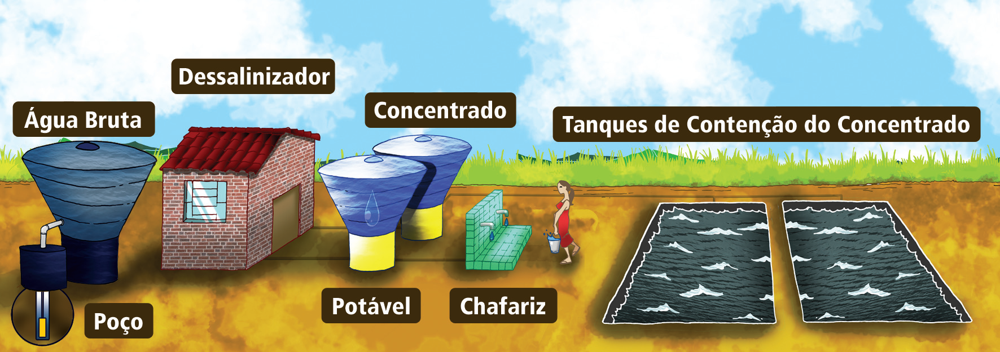 Dessalinizador
Água Bruta
Concentrado
Tanques de Contenção do Concentrado
Potável
Chafariz
Poço